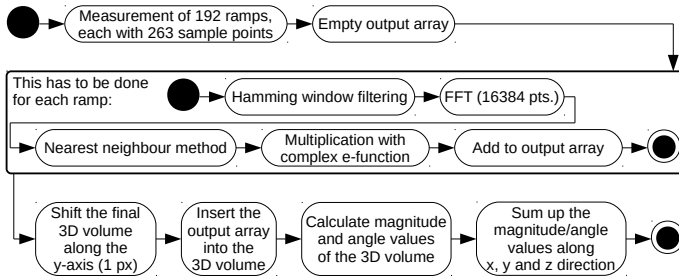 Measurement of 192 ramps,
each with 263 sample points
Empty output array
This has to be done
for each ramp:
Hamming window filtering
FFT (16384 pts.)
Nearest neighbour method
Multiplication with
complex e-function
Add to output array
Shift the final
3D volume
along the
y-axis (1 px)
Insert the
output array
into the
3D volume
Calculate magnitude
and angle values
of the 3D volume
Sum up the
magnitude/angle
values along
x, y and z direction